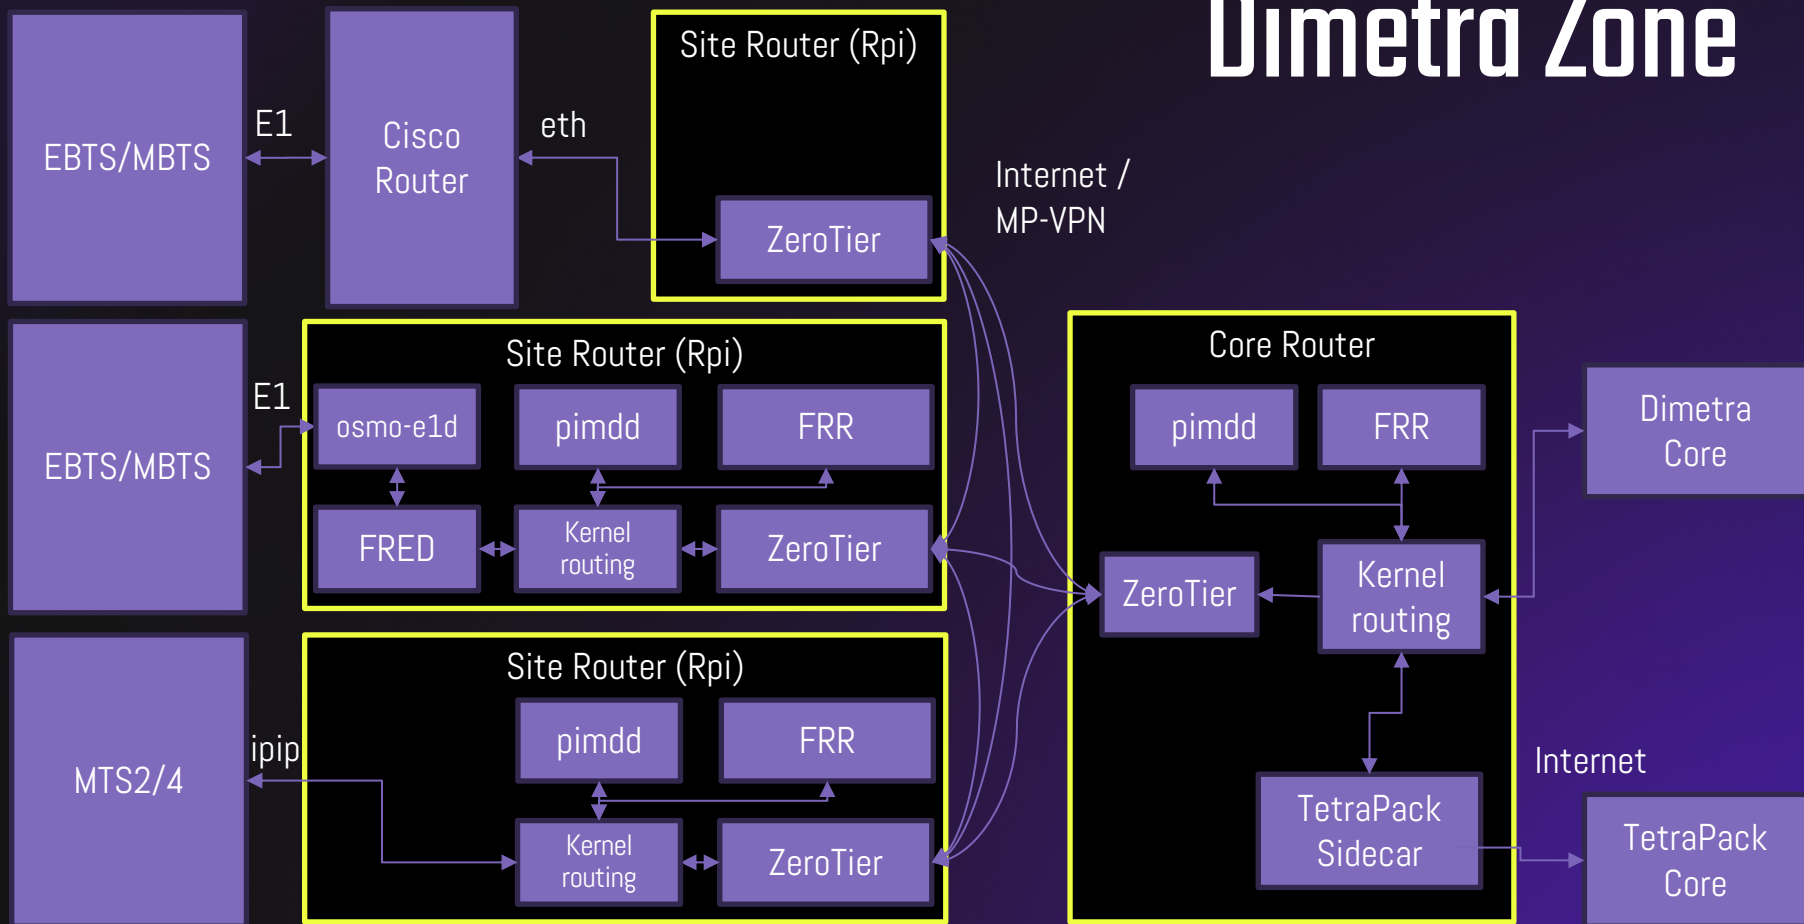 Dimetra Zone
EBTS/MBTS
E1
Cisco
Router
eth
Site Router (Rpi)
ZeroTier
Internet /
MP-VPN
EBTS/MBTS
E1
Site Router (Rpi)
osmo-e1d
pimdd
FRR
FRED
Kernel
routing
ZeroTier
MTS2/4
ipip
Site Router (Rpi)
pimdd
FRR
Kernel
routing
ZeroTier
Core Router
pimdd
FRR
ZeroTier
Kernel
routing
TetraPack
Sidecar
Dimetra
Core
Internet
TetraPack
Core